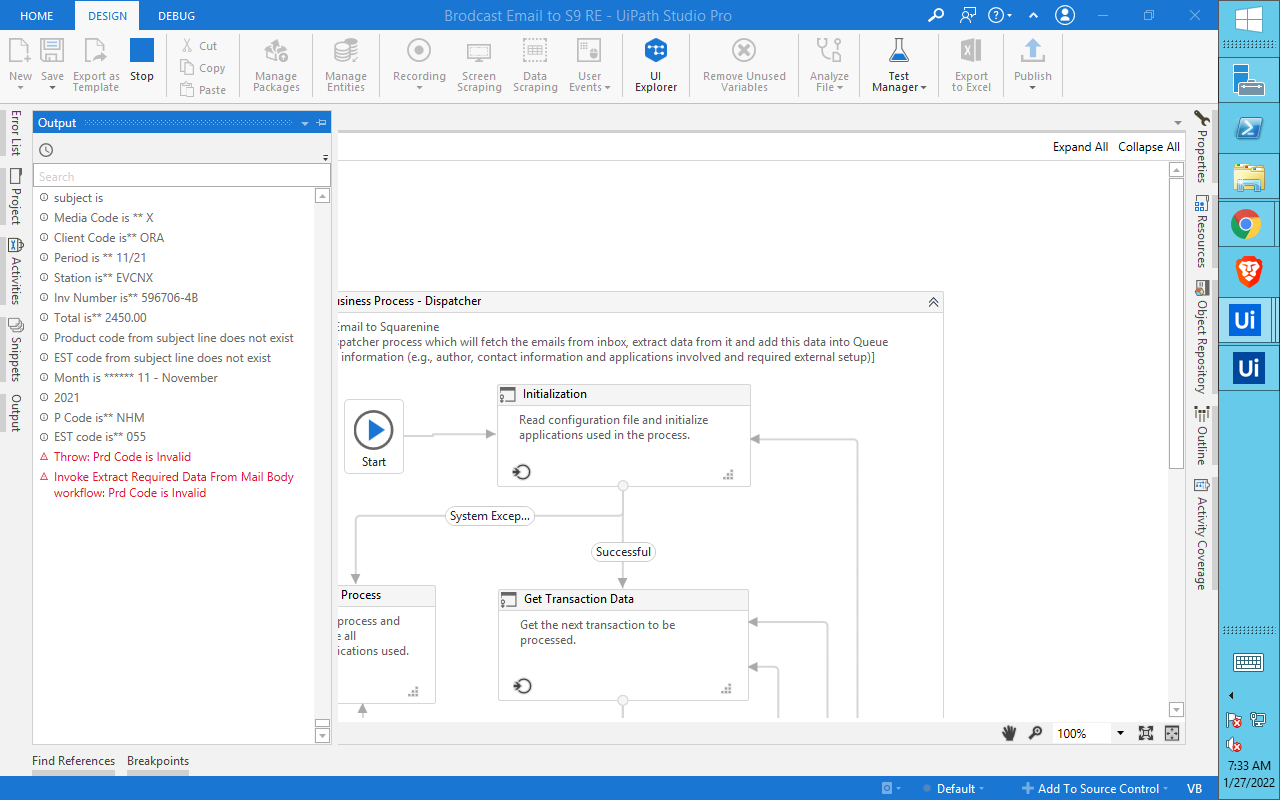 HOME
DESIGN
DEBUG
Brodcast Email to S9 RE - UiPath Studio Pro
New
Save
Export as Template
Stop
Cut
Copy
Paste
Manage Packages
Manage Entities
Recording
Screen Scraping
Data Scraping
User Events
UI Explorer
Remove Unused Variables
Analyze File
Test Manager
Export to Excel
Publish
Error List
Project
Activities
Snippets
Output
Output
Search
subject is
Media Code is ** X
Client Code is** ORA
Period is ** 11/21
Station is** EVCNX
Inv Number is** 596706-4B
Total is** 2450.00
Product code from subject line does not exist
EST code from subject line does not exist
Month is ****** 11 - November
2021
P Code is** NHM
EST code is** 055
Throw: Prd Code is Invalid
Invoke Extract Required Data From Mail Body
workflow: Prd Code is Invalid
Expand All
Collapse All
usiness Process - Dispatcher
Email to Squarenine
patcher process which will fetch the emails from inbox, extract data from it and add this data into Queue
information (e.g., author, contact information and applications involved and required external setup)]
Start
Initialization
Read configuration file and initialize
applications used in the process.
System Excep...
Successful
Process
process and
e all
ications used.
Get Transaction Data
Get the next transaction to be
processed.
100%
Properties
Resources
Object Repository
Outline
Activity Coverage
Find References
Breakpoints
Default
Add To Source Control
VB
Ui
Ui
7:33 AM
1/27/2022